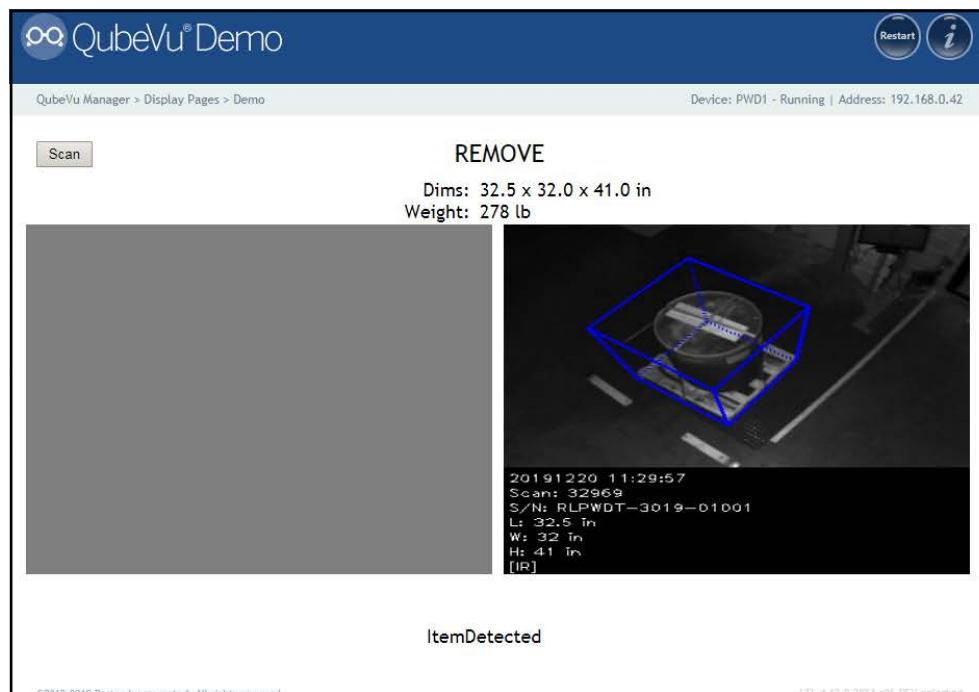 QubeVu® Demo
Restart
i
QubeVu Manager > Display Pages > Demo
Device: PWD1 - Running | Address: 192.168.0.42
Scan
REMOVE
Dims: 32.5 x 32.0 x 41.0 in
Weight: 278 lb
20191220 11:29:57
Scan: 32969
S/N: RLPWDT-3019-01001
L: 32.5 in
W: 32 in
H: 41 in
[IR]
ItemDetected